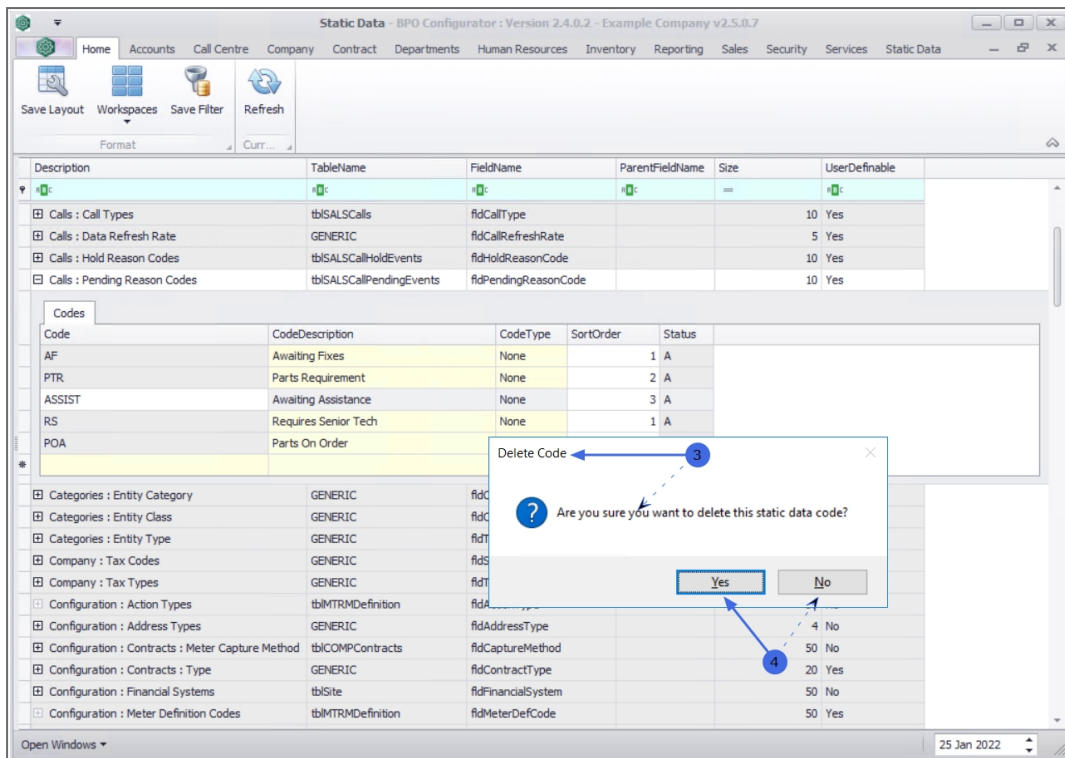 Static Data - BPO Configurator : Version 2.4.0.2 - Example Company v2.5.0.7
Home Accounts Call Centre Company Contract Departments Human Resources Inventory Reporting Sales Security Services Static Data
Save Layout Workspaces Save Filter Refresh
Format Curr...
Description TableName FieldName ParentFieldName Size UserDefinable
Calls : Call Types tblSALSCalls fldCallType 10 Yes
Calls : Data Refresh Rate GENERIC fldCallRefreshRate 5 Yes
Calls : Hold Reason Codes tblSALSCallHoldEvents fldHoldReasonCode 10 Yes
Calls : Pending Reason Codes tblSALSCallPendingEvents fldPendingReasonCode 10 Yes
Codes
Code CodeDescription CodeType SortOrder Status
AF Awaiting Fixes None 1 A
PTR Parts Requirement None 2 A
ASSIST Awaiting Assistance None 3 A
RS Requires Senior Tech None 1 A
POA Parts On Order
Delete Code 3
Are you sure you want to delete this static data code?
Yes No
4
Categories : Entity Category GENERIC
Categories : Entity Class GENERIC
Categories : Entity Type GENERIC
Company : Tax Codes GENERIC
Company : Tax Types GENERIC
Configuration : Action Types tblMTRMDefinition
Configuration : Address Types GENERIC fldAddressType 4 No
Configuration : Contracts : Meter Capture Method tblCOMPContracts fldCaptureMethod 50 No
Configuration : Contracts : Type GENERIC fldContractType 20 Yes
Configuration : Financial Systems tblSite fldFinancialSystem 50 No
Configuration : Meter Definition Codes tblMTRMDefinition fldMeterDefCode 50 Yes
Open Windows 25 Jan 2022